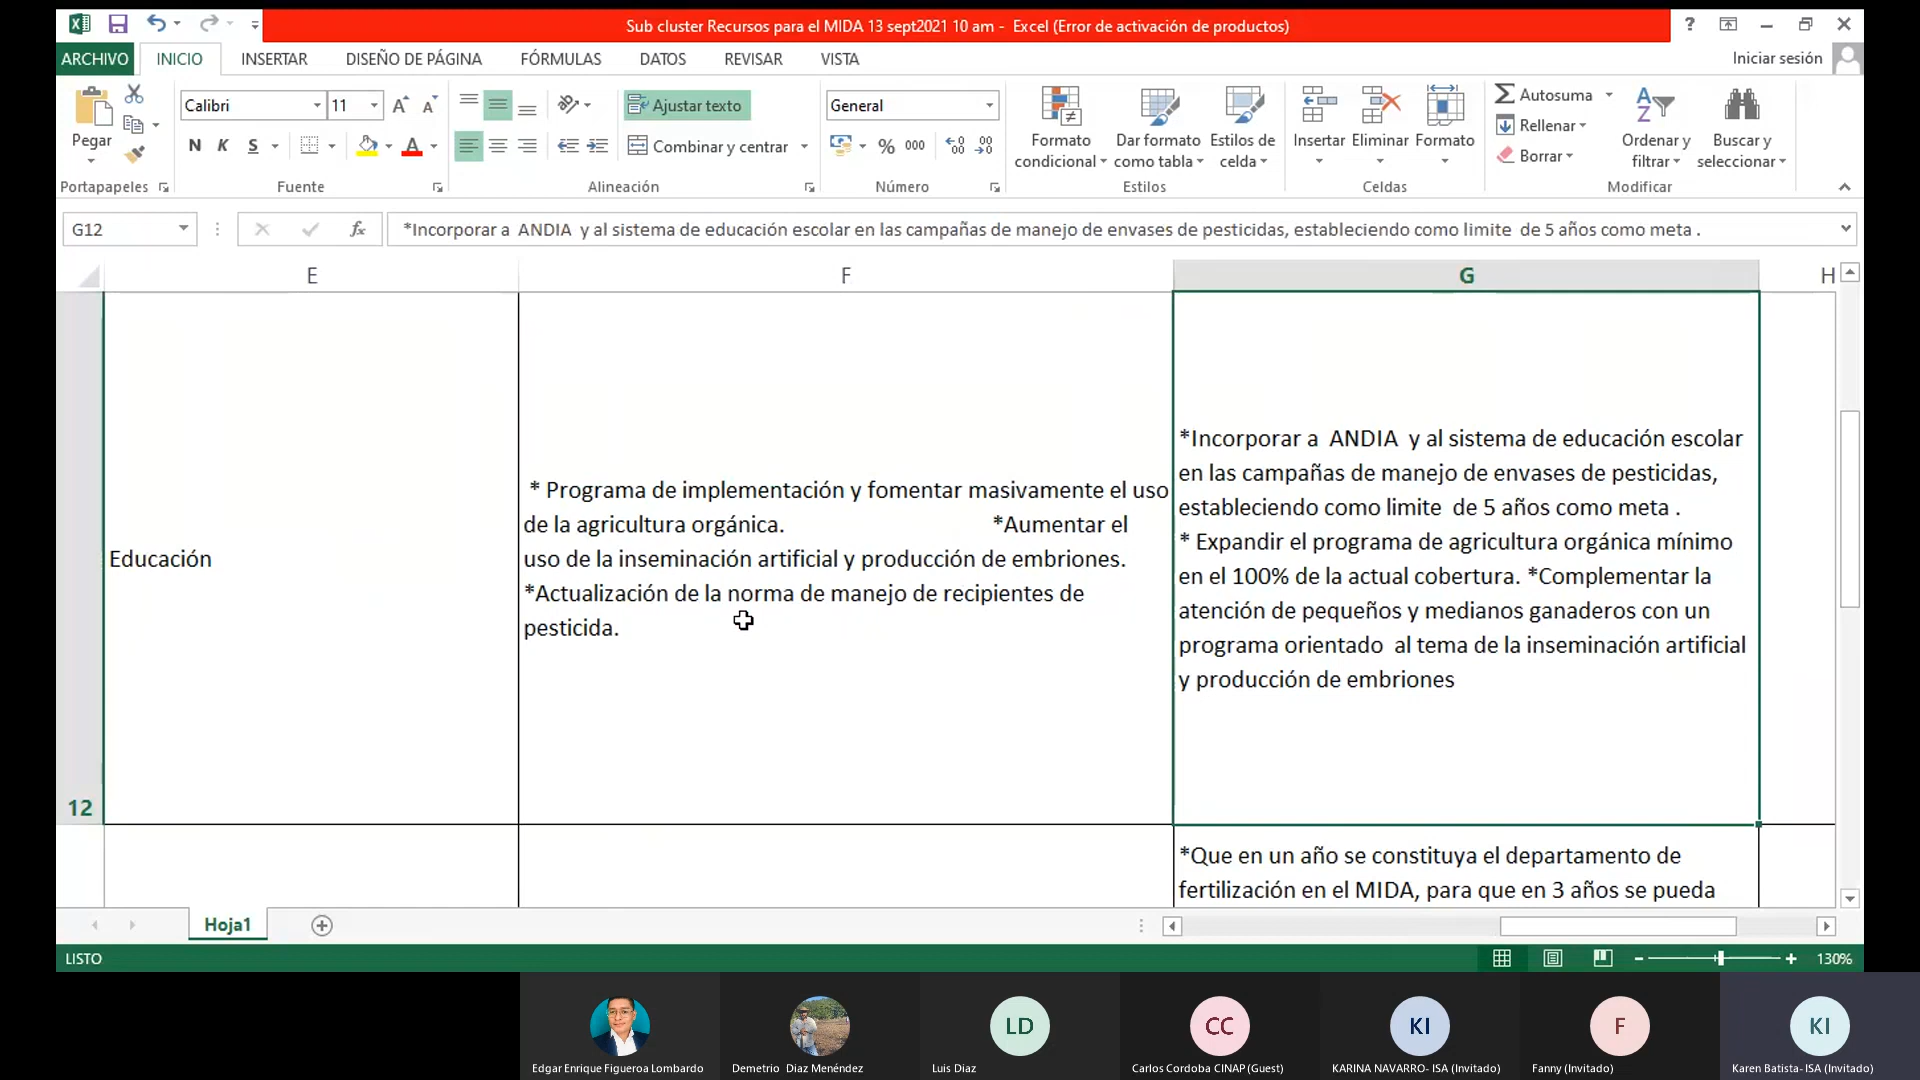 Sub cluster Recursos para el MIDA 13 sept2021 10 am - Excel (Error de activación de productos)
?
ARCHIVO INICIO INSERTAR DISEÑO DE PÁGINA FÓRMULAS DATOS REVISAR VISTA Iniciar sesión
Calibri 11 Ajustar texto General Autosuma
Rellenar
Pegar N K S Combinar y centrar % 000 Formato condicional Dar formato como tabla Estilos de celda Insertar Eliminar Formato Borrar Ordenar y filtrar Buscar y seleccionar
Portapapeles Fuente Alineación Número Estilos Celdas Modificar
G12 fx *Incorporar a ANDIA y al sistema de educación escolar en las campañas de manejo de envases de pesticidas, estableciendo como limite de 5 años como meta .
E F G H
12
Educación
* Programa de implementación y fomentar masivamente el uso
de la agricultura orgánica. *Aumentar el
uso de la inseminación artificial y producción de embriones.
*Actualización de la norma de manejo de recipientes de
pesticida.
*Incorporar a ANDIA y al sistema de educación escolar
en las campañas de manejo de envases de pesticidas,
estableciendo como limite de 5 años como meta .
* Expandir el programa de agricultura orgánica mínimo
en el 100% de la actual cobertura. *Complementar la
atención de pequeños y medianos ganaderos con un
programa orientado al tema de la inseminación artificial
y producción de embriones
*Que en un año se constituya el departamento de
fertilización en el MIDA, para que en 3 años se pueda
Hoja1
LISTO 130%
LD CC KI F KI
Edgar Enrique Figueroa Lombardo Demetrio Diaz Menéndez Luis Diaz Carlos Cordoba CINAP (Guest) KARINA NAVARRO- ISA (Invitado) Fanny (Invitado) Karen Batista- ISA (Invitado)